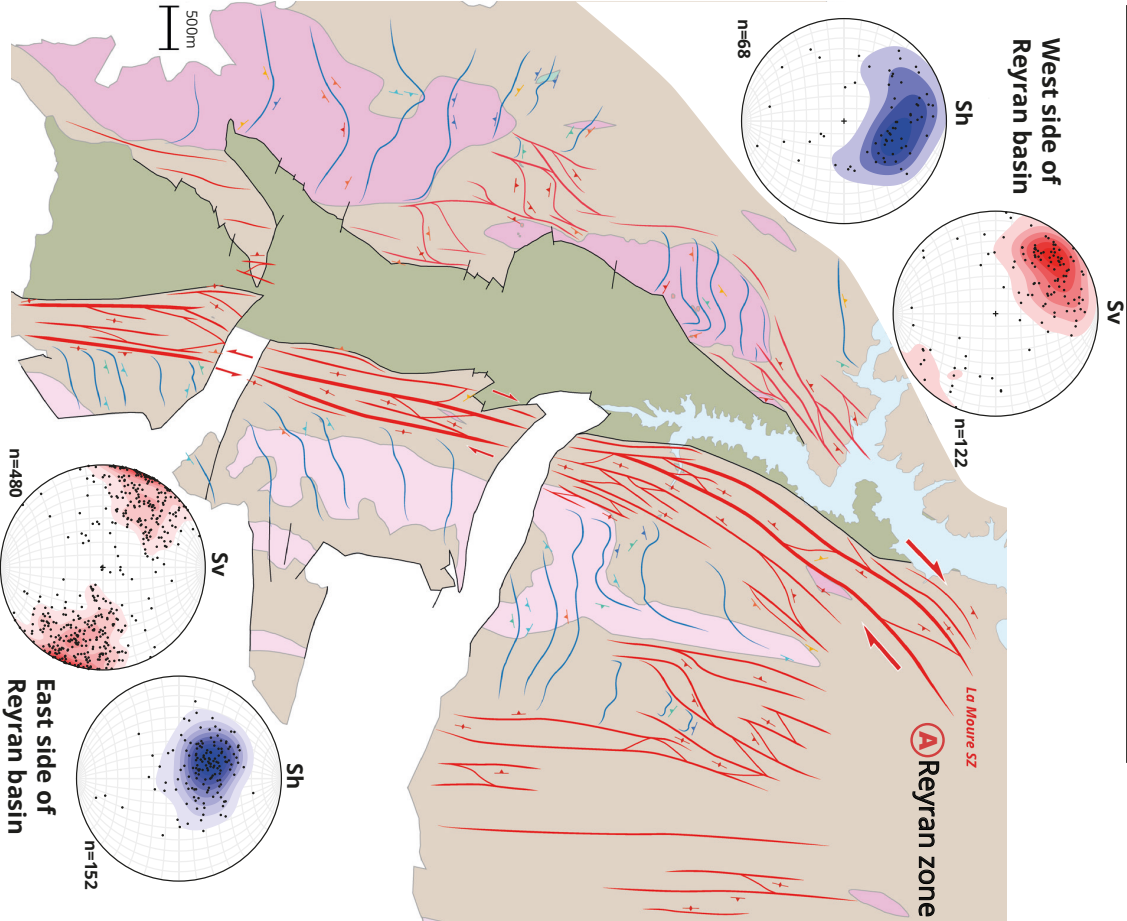 500m
n=68
Sh
West side of
Reyran basin
Sv
n=122
n=480
Sv
La Moure SZ
A Reyran zone
Sh
East side of
Reyran basin
n=152